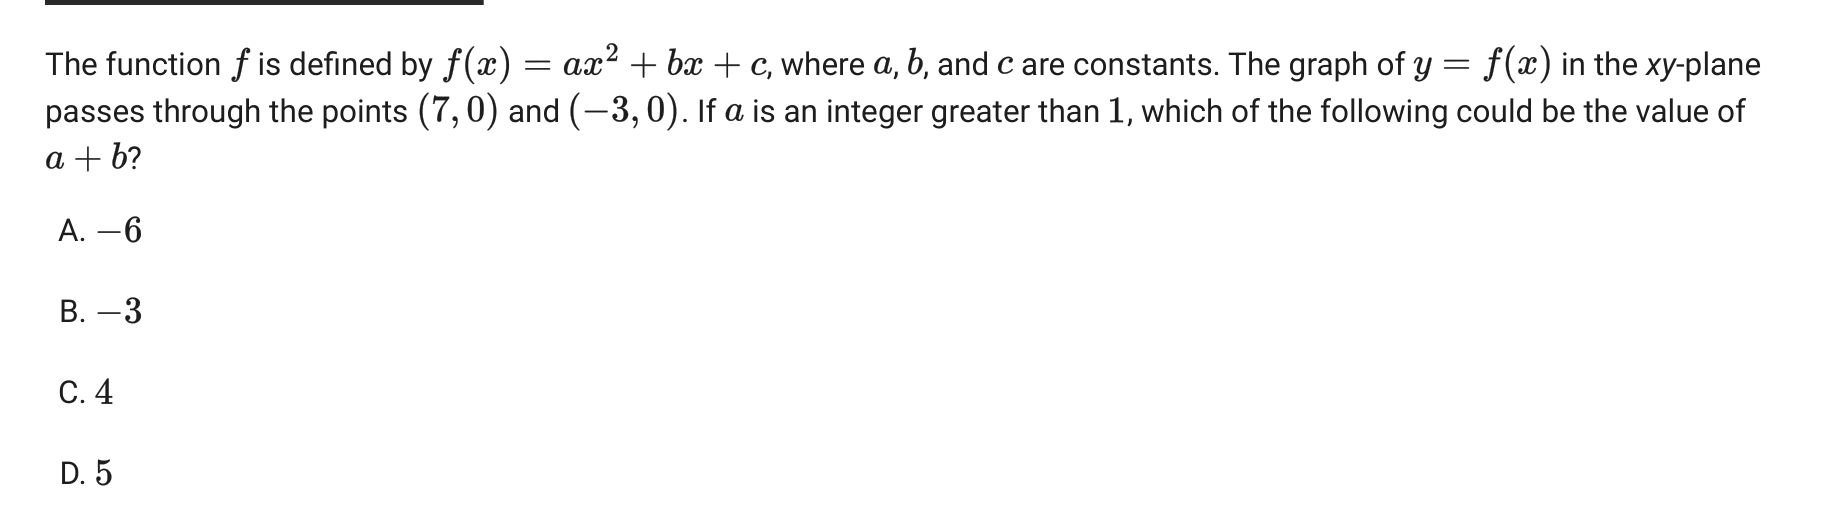 The function f is defined by f(x) = ax² + bx + c, where a, b, and c are constants. The graph of y = f(x) in the xy-plane
passes through the points (7, 0) and (−3, 0). If a is an integer greater than 1, which of the following could be the value of
a + b?
A. −6
B. −3
C. 4
D. 5